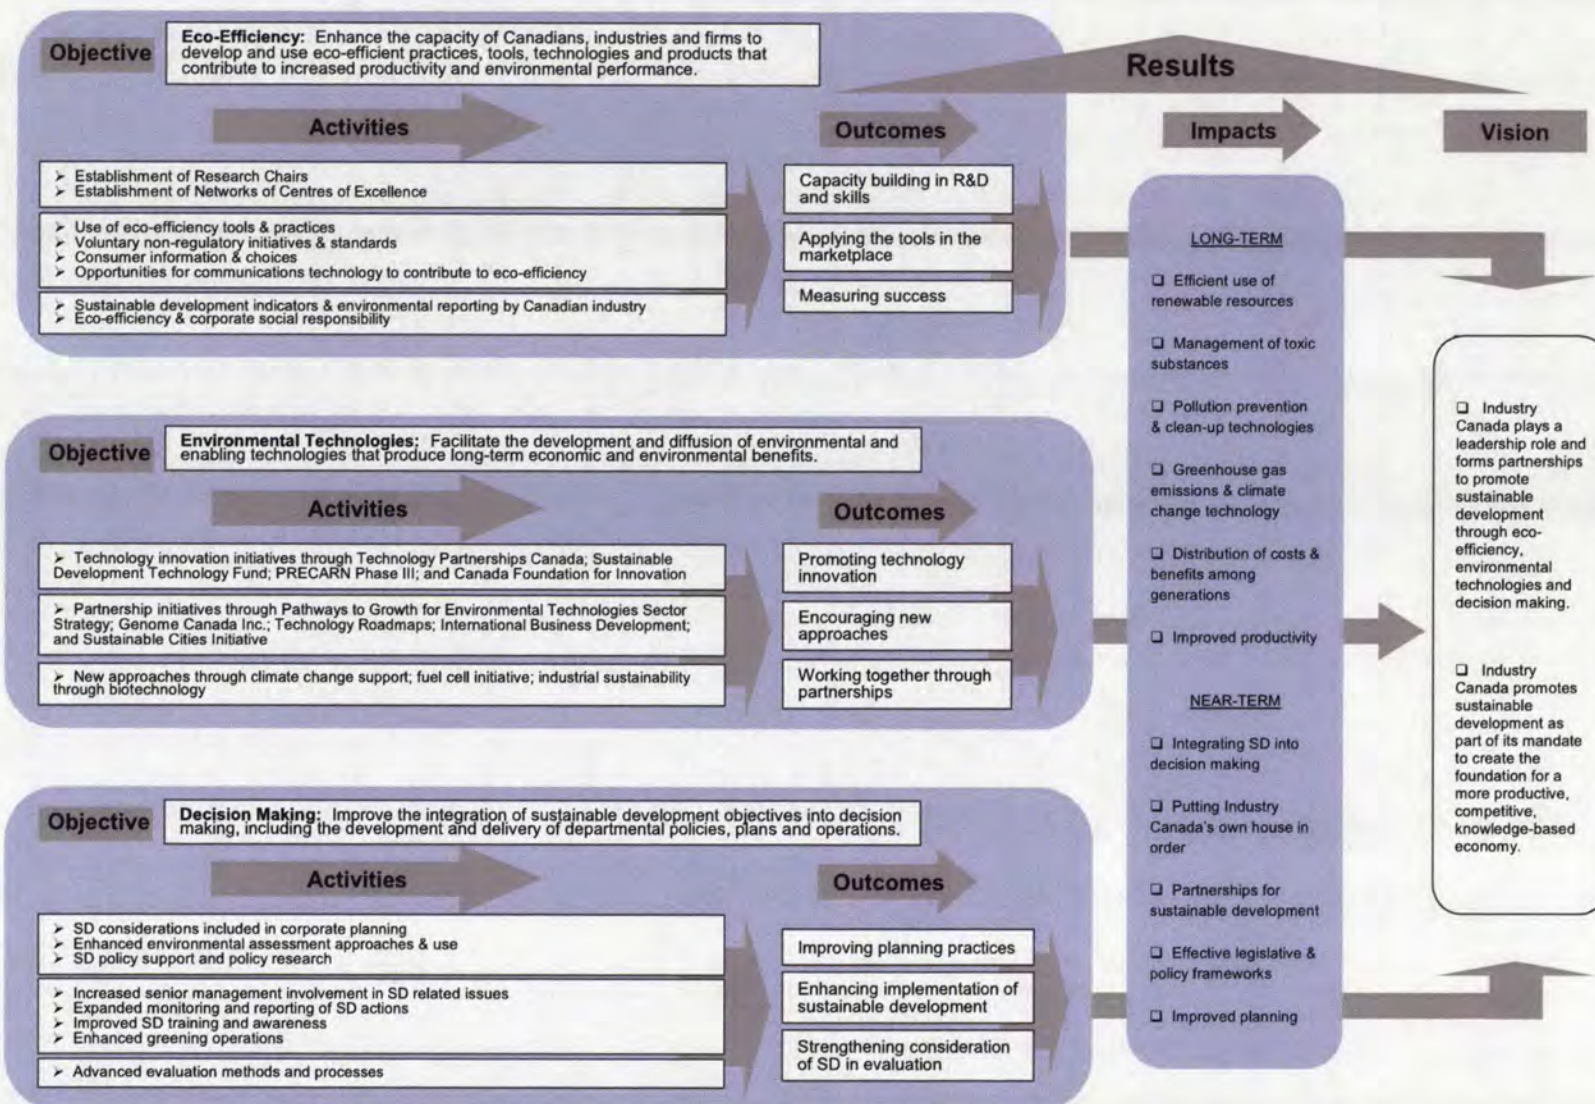 Objective
Eco-Efficiency: Enhance the capacity of Canadians, industries and firms to
develop and use eco-efficient practices, tools, technologies and products that
contribute to increased productivity and environmental performance.
Results
Activities
Outcomes
Impacts
Vision
➢ Establishment of Research Chairs
➢ Establishment of Networks of Centres of Excellence
➢ Use of eco-efficiency tools & practices
➢ Voluntary non-regulatory initiatives & standards
➢ Consumer information & choices
➢ Opportunities for communications technology to contribute to eco-efficiency
➢ Sustainable development indicators & environmental reporting by Canadian industry
➢ Eco-efficiency & corporate social responsibility
Capacity building in R&D
and skills
Applying the tools in the
marketplace
Measuring success
Objective
Environmental Technologies: Facilitate the development and diffusion of environmental and
enabling technologies that produce long-term economic and environmental benefits.
Activities
Outcomes
➢ Technology innovation initiatives through Technology Partnerships Canada; Sustainable
Development Technology Fund; PRECARN Phase III; and Canada Foundation for Innovation
➢ Partnership initiatives through Pathways to Growth for Environmental Technologies Sector
Strategy; Genome Canada Inc.; Technology Roadmaps; International Business Development;
and Sustainable Cities Initiative
➢ New approaches through climate change support; fuel cell initiative; industrial sustainability
through biotechnology
Promoting technology
innovation
Encouraging new
approaches
Working together through
partnerships
Objective
Decision Making: Improve the integration of sustainable development objectives into decision
making, including the development and delivery of departmental policies, plans and operations.
Activities
Outcomes
➢ SD considerations included in corporate planning
➢ Enhanced environmental assessment approaches & use
➢ SD policy support and policy research
➢ Increased senior management involvement in SD related issues
➢ Expanded monitoring and reporting of SD actions
➢ Improved SD training and awareness
➢ Enhanced greening operations
➢ Advanced evaluation methods and processes
Improving planning practices
Enhancing implementation of
sustainable development
Strengthening consideration
of SD in evaluation
LONG-TERM
❑ Efficient use of
renewable resources
❑ Management of toxic
substances
❑ Pollution prevention
& clean-up technologies
❑ Greenhouse gas
emissions & climate
change technology
❑ Distribution of costs &
benefits among
generations
❑ Improved productivity
NEAR-TERM
❑ Integrating SD into
decision making
❑ Putting Industry
Canada's own house in
order
❑ Partnerships for
sustainable development
❑ Effective legislative &
policy frameworks
❑ Improved planning
❑ Industry
Canada plays a
leadership role and
forms partnerships
to promote
sustainable
development
through eco-
efficiency,
environmental
technologies and
decision making.
❑ Industry
Canada promotes
sustainable
development as
part of its mandate
to create the
foundation for a
more productive,
competitive,
knowledge-based
economy.